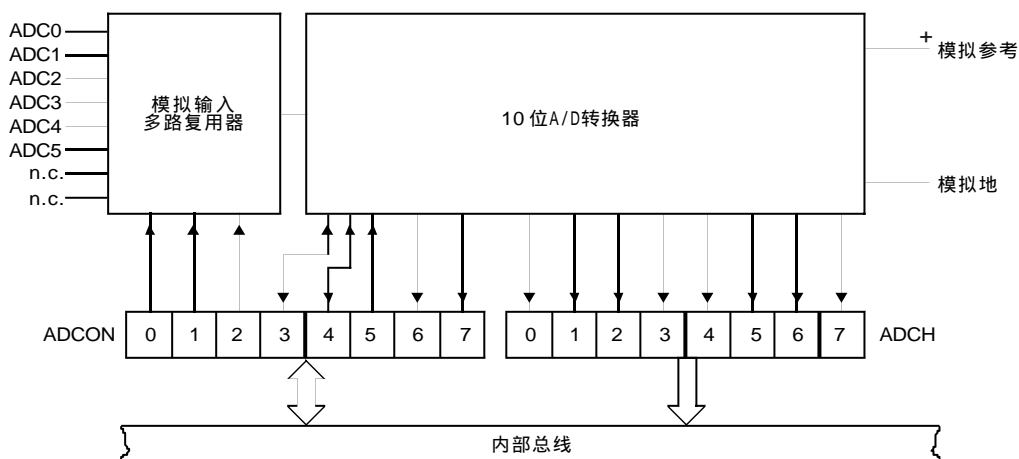 ADC0
ADC1
ADC2
ADC3
ADC4
ADC5
n.c.
n.c.
模拟输入
多路复用器
10 位A/D转换器
+
模拟参考
模拟地
ADCON
0 1 2 3 4 5 6 7
0 1 2 3 4 5 6 7
ADCH
内部总线